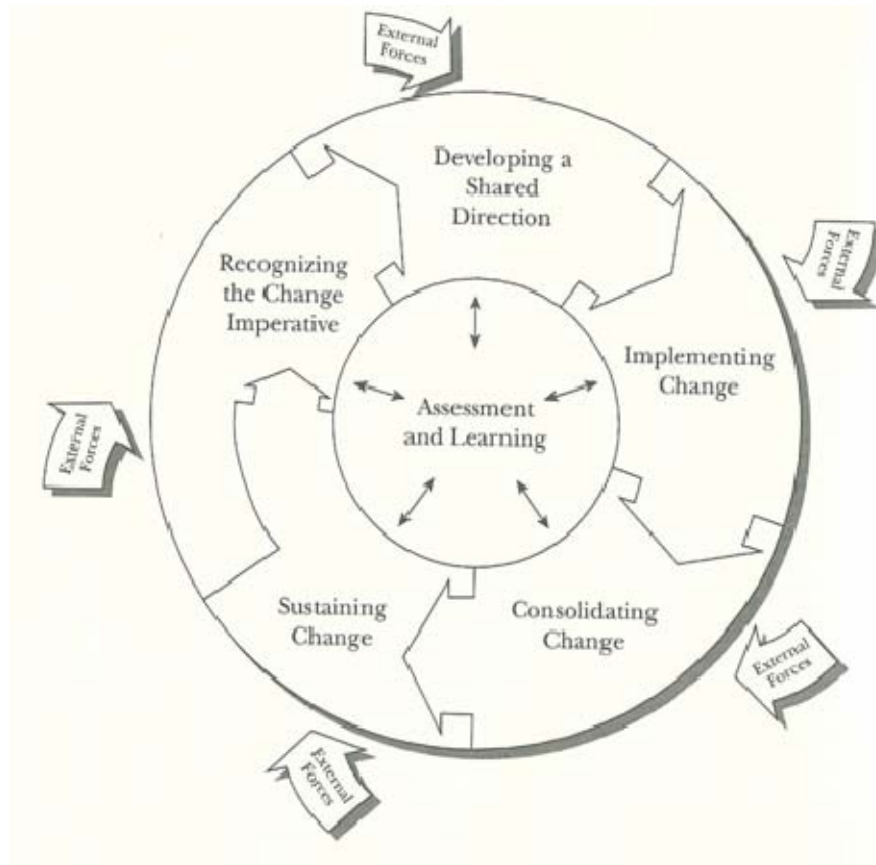 External
Forces
Developing a
Shared
Direction
External
Forces
Recognizing
the Change
Imperative
Implementing
Change
Assessment
and Learning
External
Forces
Sustaining
Change
Consolidating
Change
External
Forces
External
Forces